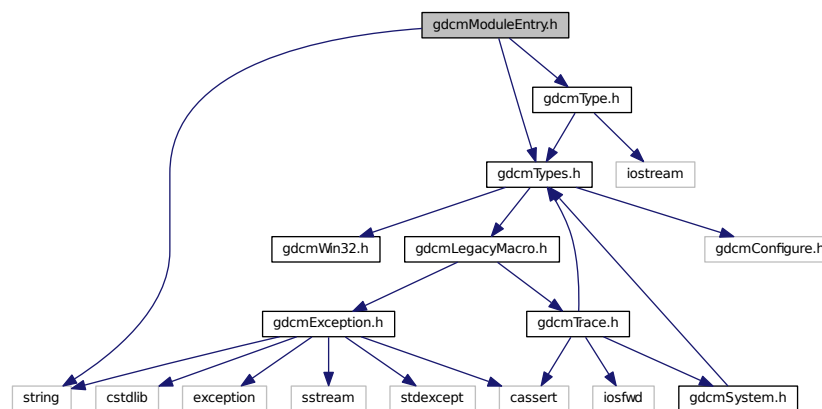 gdcmModuleEntry.h
gdcmType.h
gdcmTypes.h
iostream
gdcmWin32.h
gdcmLegacyMacro.h
gdcmConfigure.h
gdcmException.h
gdcmTrace.h
string
cstdlib
exception
sstream
stdexcept
cassert
iosfwd
gdcmSystem.h